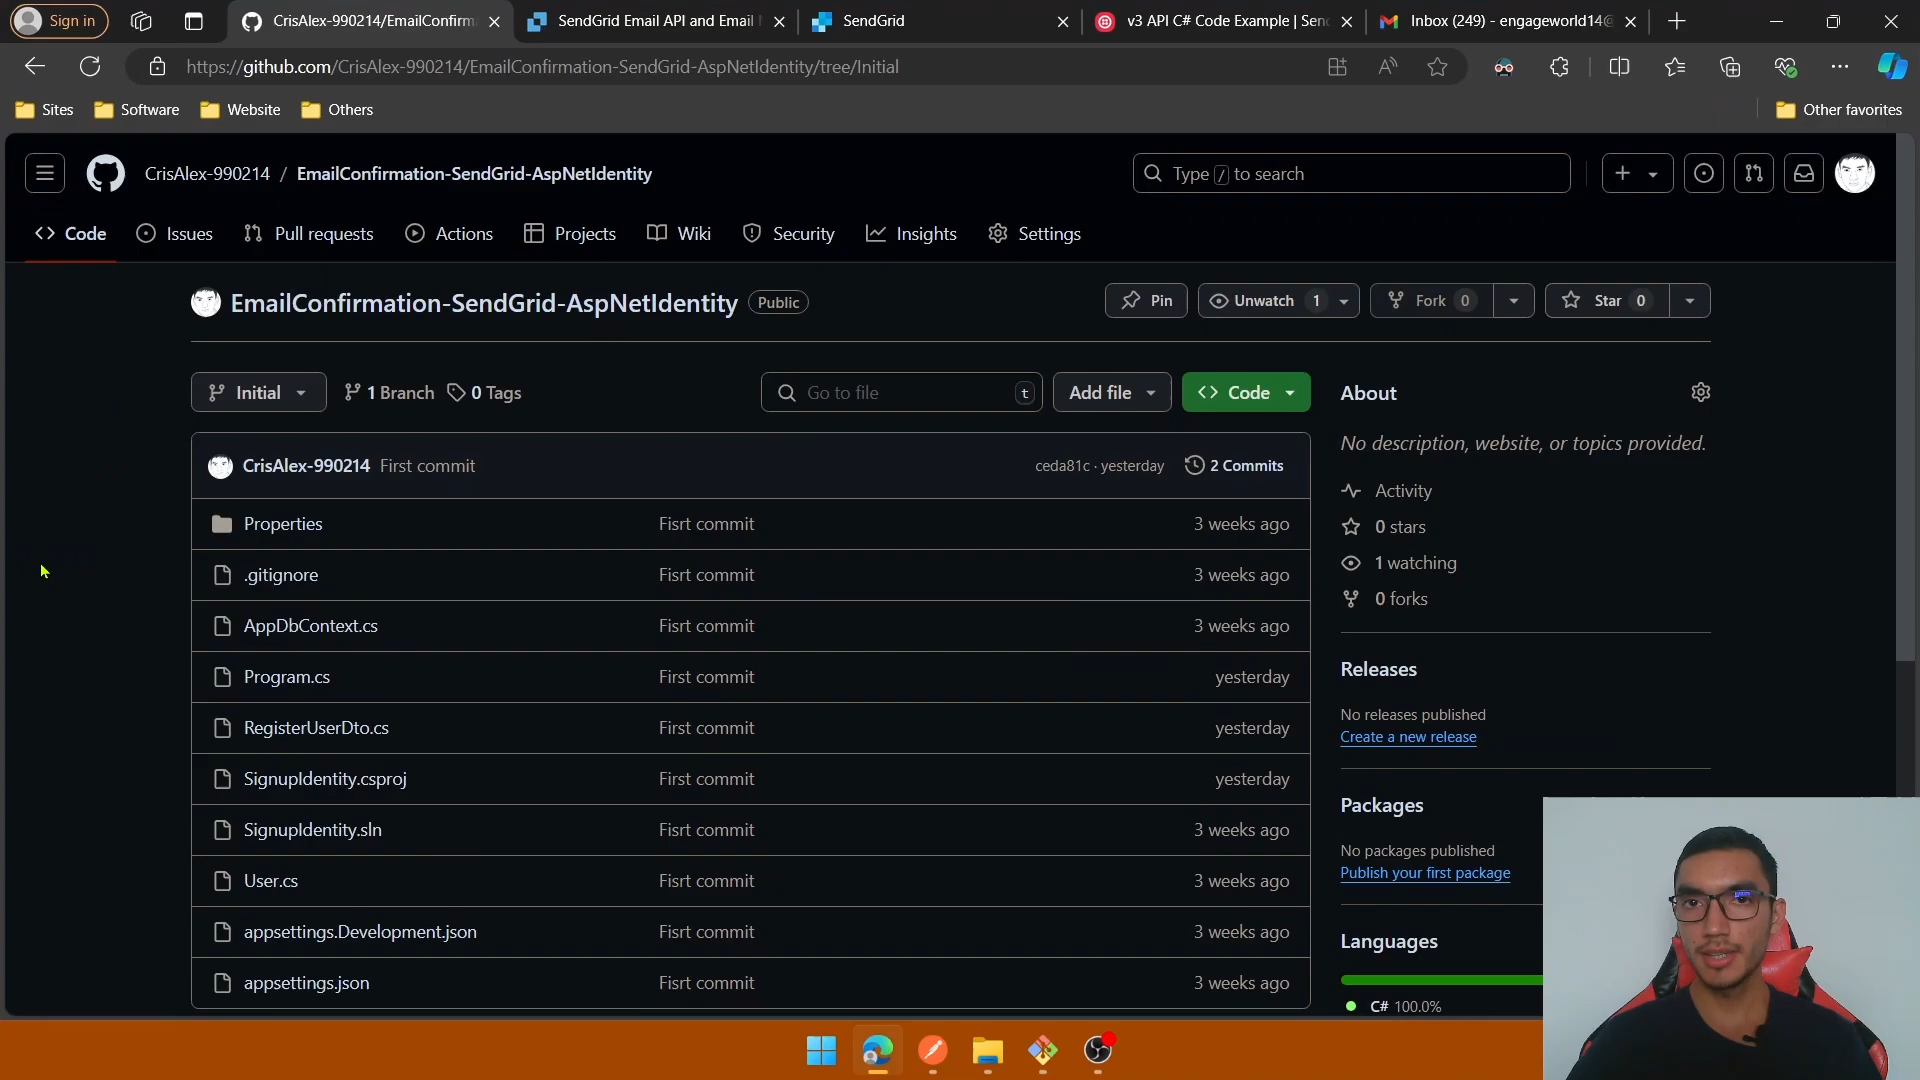 Sign in
CrisAlex-990214/EmailConfirm
SendGrid Email API and Email
SendGrid
v3 API C# Code Example | Sen
Inbox (249) - engageworld14@
https://github.com/CrisAlex-990214/EmailConfirmation-SendGrid-AspNetIdentity/tree/Initial
Sites
Software
Website
Others
Other favorites
CrisAlex-990214 / EmailConfirmation-SendGrid-AspNetIdentity
Type / to search
Code
Issues
Pull requests
Actions
Projects
Wiki
Security
Insights
Settings
EmailConfirmation-SendGrid-AspNetIdentity Public
Pin
Unwatch 1
Fork 0
Star 0
Initial
1 Branch
0 Tags
Go to file t
Add file
Code
CrisAlex-990214 First commit ceda81c · yesterday 2 Commits
Properties Fisrt commit 3 weeks ago
.gitignore Fisrt commit 3 weeks ago
AppDbContext.cs Fisrt commit 3 weeks ago
Program.cs First commit yesterday
RegisterUserDto.cs First commit yesterday
SignupIdentity.csproj First commit yesterday
SignupIdentity.sln Fisrt commit 3 weeks ago
User.cs Fisrt commit 3 weeks ago
appsettings.Development.json Fisrt commit 3 weeks ago
appsettings.json Fisrt commit 3 weeks ago
About
No description, website, or topics provided.
Activity
0 stars
1 watching
0 forks
Releases
No releases published
Create a new release
Packages
No packages published
Publish your first package
Languages
C# 100.0%